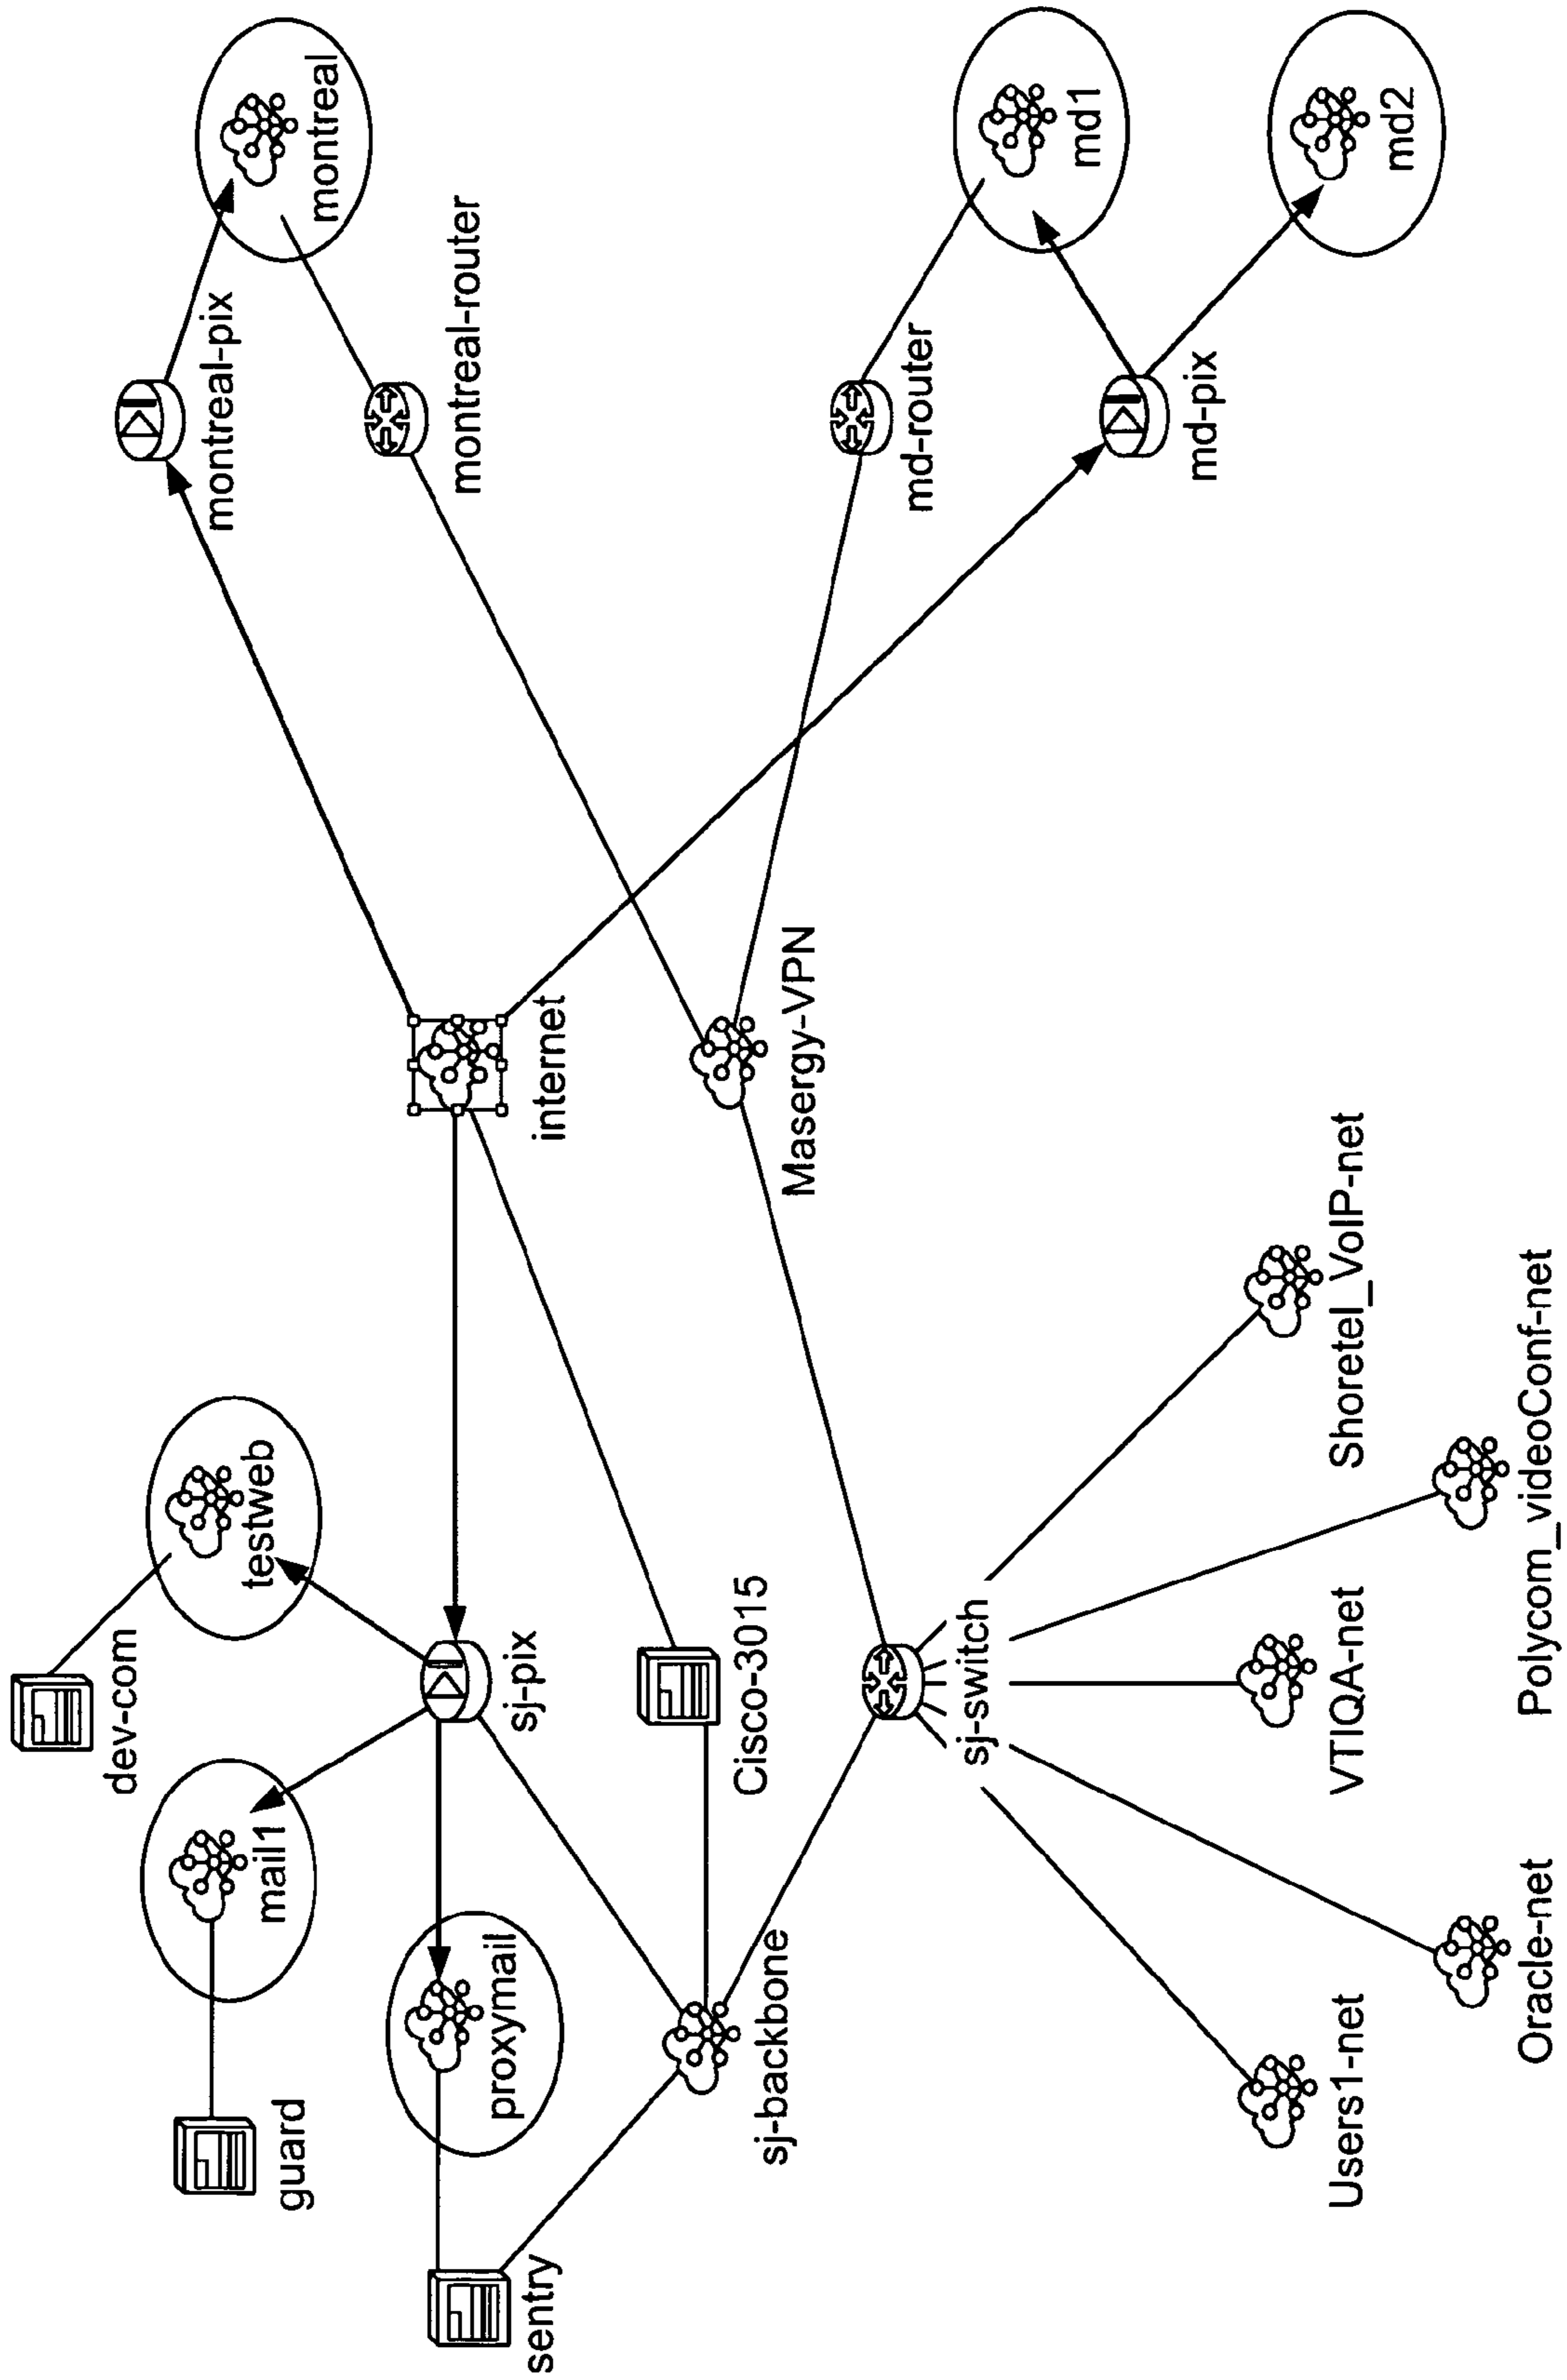 dev-com
montreal-pix
testweb
mail1
guard
montreal
montreal-router
proxymail
sj-pix
sentry
internet
Cisco-3015
sj-backbone
Masergy-VPN
md-router
sj-switch
md1
md-pix
Users1-net
VTIQA-net
Shoretel_VoIP-net
md2
Oracle-net
Polycom_videoConf-net